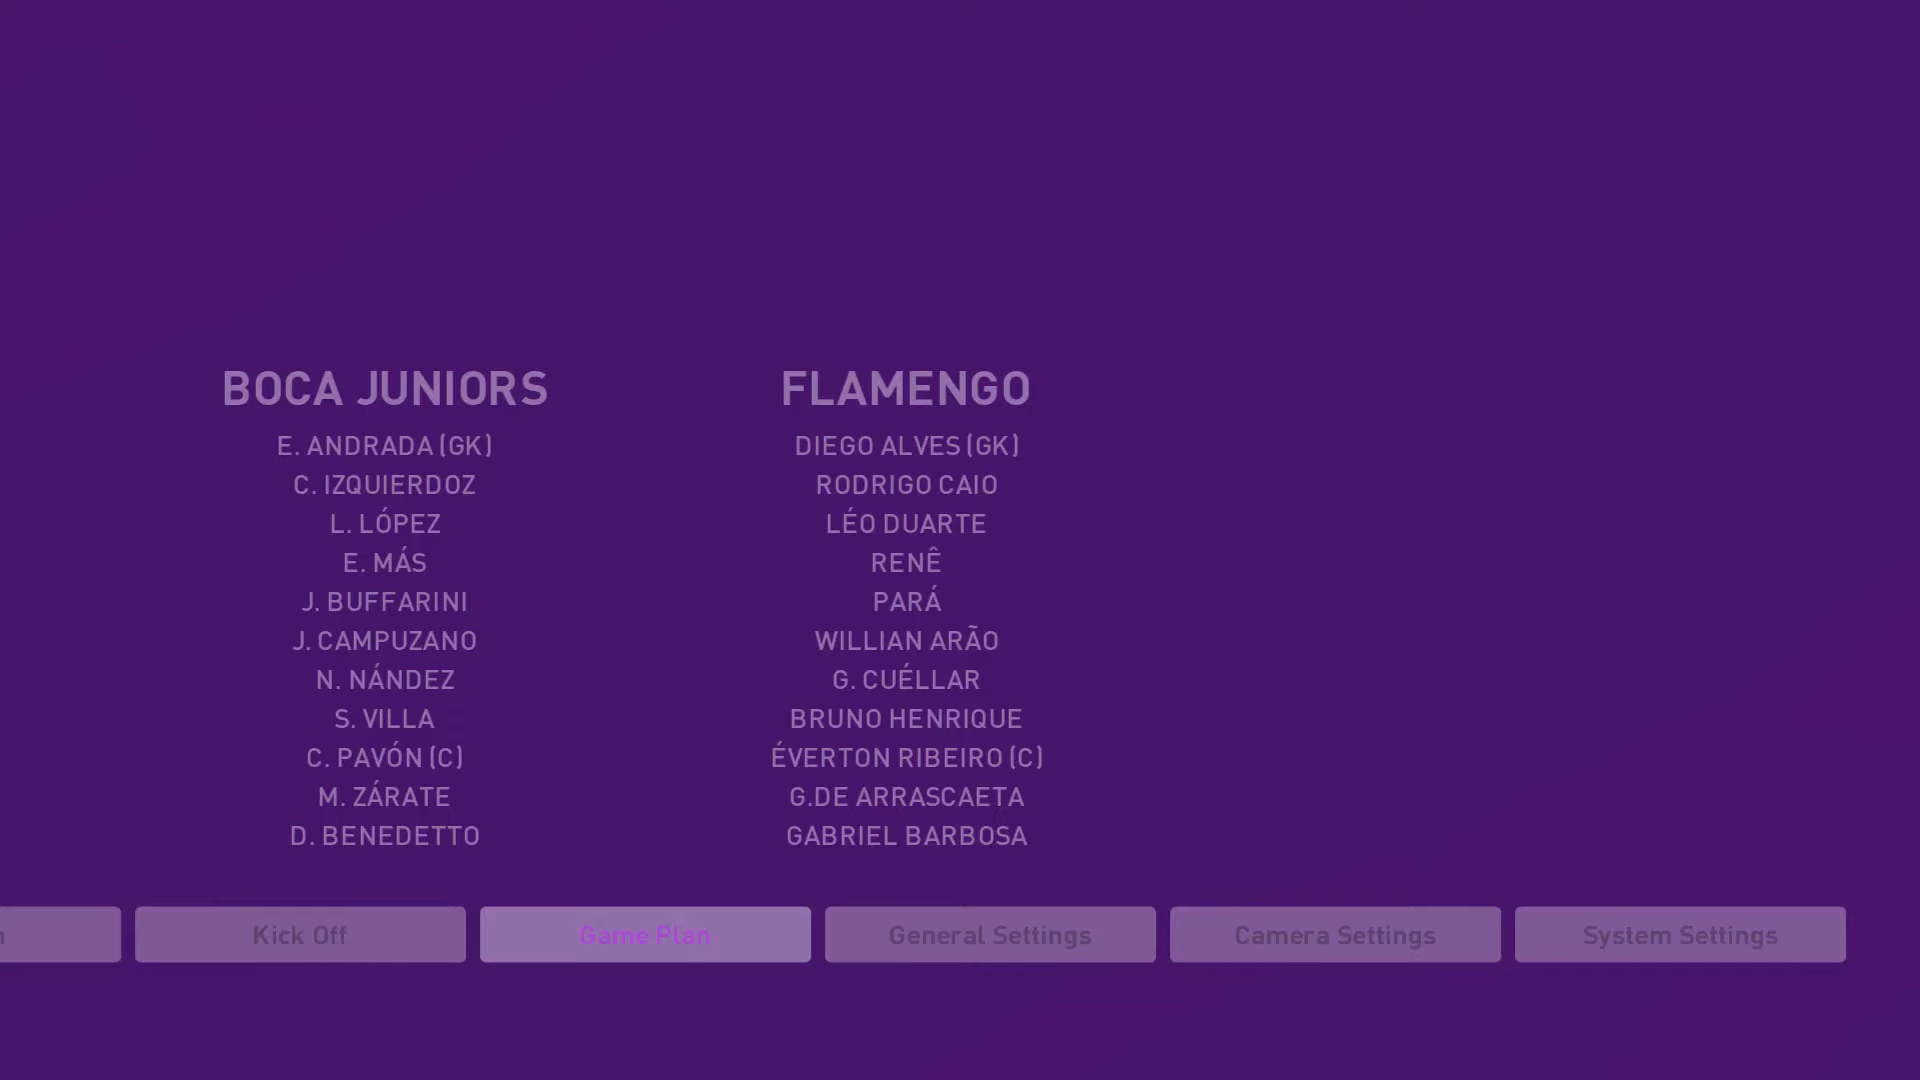 BOCA JUNIORS
E. ANDRADA (GK)
C. IZQUIERDOZ
L. LÓPEZ
E. MÁS
J. BUFFARINI
J. CAMPUZANO
N. NÁNDEZ
S. VILLA
C. PAVÓN (C)
M. ZÁRATE
D. BENEDETTO
FLAMENGO
DIEGO ALVES (GK)
RODRIGO CAIO
LÉO DUARTE
RENÊ
PARÁ
WILLIAN ARÃO
G. CUÉLLAR
BRUNO HENRIQUE
ÉVERTON RIBEIRO (C)
G.DE ARRASCAETA
GABRIEL BARBOSA
Kick Off
Game Plan
General Settings
Camera Settings
System Settings